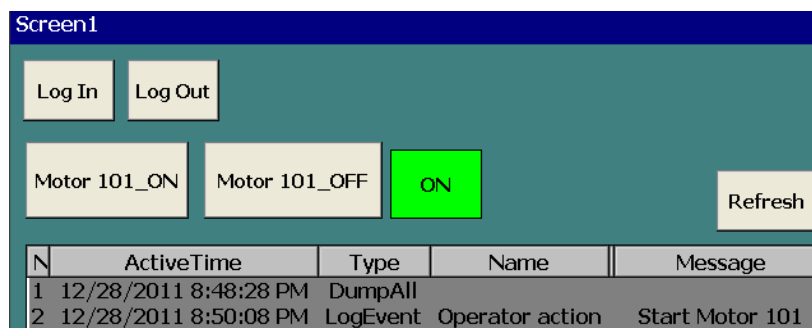 Screen1
Log In Log Out
Motor 101_ON Motor 101_OFF ON
Refresh
N ActiveTime Type Name Message
1 12/28/2011 8:48:28 PM DumpAll
2 12/28/2011 8:50:08 PM LogEvent Operator action Start Motor 101